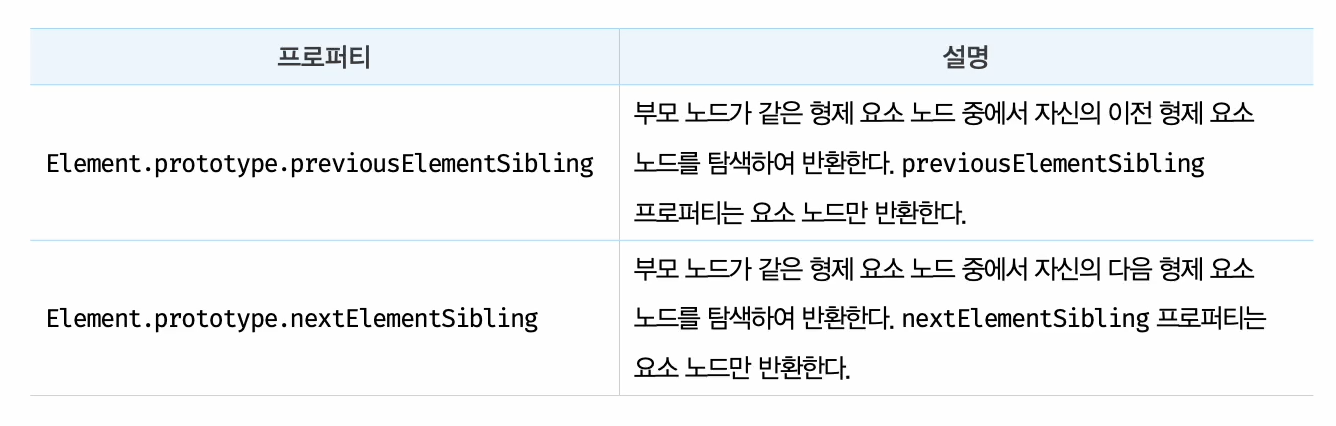 프로퍼티
설명
Element.prototype.previousElementSibling
부모 노드가 같은 형제 요소 노드 중에서 자신의 이전 형제 요소
노드를 탐색하여 반환한다. previousElementSibling
프로퍼티는 요소 노드만 반환한다.
Element.prototype.nextElementSibling
부모 노드가 같은 형제 요소 노드 중에서 자신의 다음 형제 요소
노드를 탐색하여 반환한다. nextElementSibling 프로퍼티는
요소 노드만 반환한다.